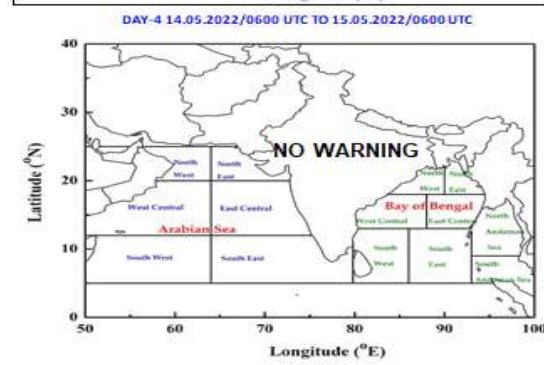 DAY-4 14.05.2022/0600 UTC TO 15.05.2022/0600 UTC
40
30
20
10
0
Latitude (°N)
NO WARNING
North
West
North
East
West Central
East Central
Arabian Sea
South West
South East
North
West
North
East
Bay of Bengal
West Central
East Central
South
West
South
East
North
Andaman
Sea
South
Andaman Sea
50
60
70
80
90
100
Longitude (°E)